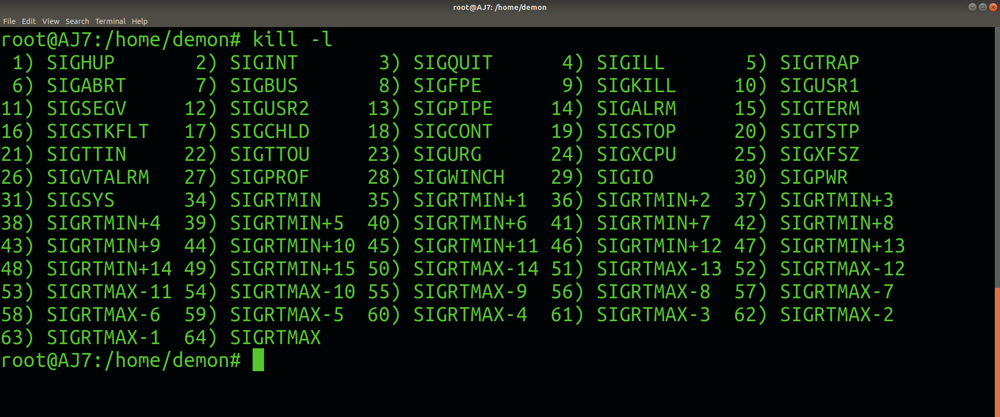 root@AJ7: /home/demon
File Edit View Search Terminal Help
root@AJ7:/home/demon# kill -l
 1) SIGHUP       2) SIGINT       3) SIGQUIT      4) SIGILL       5) SIGTRAP
 6) SIGABRT      7) SIGBUS       8) SIGFPE       9) SIGKILL     10) SIGUSR1
11) SIGSEGV     12) SIGUSR2     13) SIGPIPE     14) SIGALRM     15) SIGTERM
16) SIGSTKFLT   17) SIGCHLD     18) SIGCONT     19) SIGSTOP     20) SIGTSTP
21) SIGTTIN     22) SIGTTOU     23) SIGURG      24) SIGXCPU     25) SIGXFSZ
26) SIGVTALRM   27) SIGPROF     28) SIGWINCH    29) SIGIO       30) SIGPWR
31) SIGSYS      34) SIGRTMIN    35) SIGRTMIN+1  36) SIGRTMIN+2  37) SIGRTMIN+3
38) SIGRTMIN+4  39) SIGRTMIN+5  40) SIGRTMIN+6  41) SIGRTMIN+7  42) SIGRTMIN+8
43) SIGRTMIN+9  44) SIGRTMIN+10 45) SIGRTMIN+11 46) SIGRTMIN+12 47) SIGRTMIN+13
48) SIGRTMIN+14 49) SIGRTMIN+15 50) SIGRTMAX-14 51) SIGRTMAX-13 52) SIGRTMAX-12
53) SIGRTMAX-11 54) SIGRTMAX-10 55) SIGRTMAX-9  56) SIGRTMAX-8  57) SIGRTMAX-7
58) SIGRTMAX-6  59) SIGRTMAX-5  60) SIGRTMAX-4  61) SIGRTMAX-3  62) SIGRTMAX-2
63) SIGRTMAX-1  64) SIGRTMAX
root@AJ7:/home/demon#